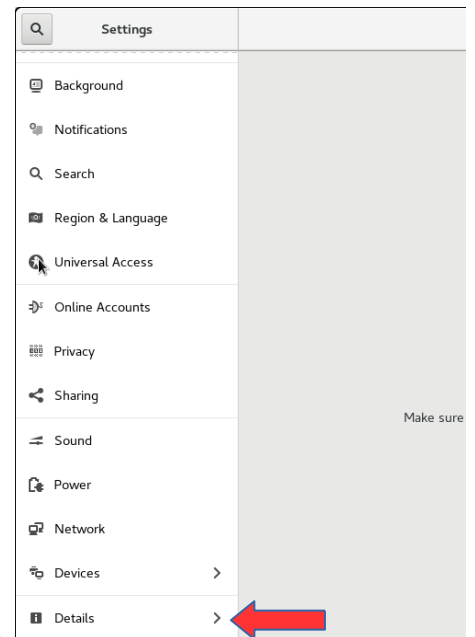 Settings
Background
Notifications
Search
Region & Language
Universal Access
Online Accounts
Privacy
Sharing
Make sure
Sound
Power
Network
Devices
Details